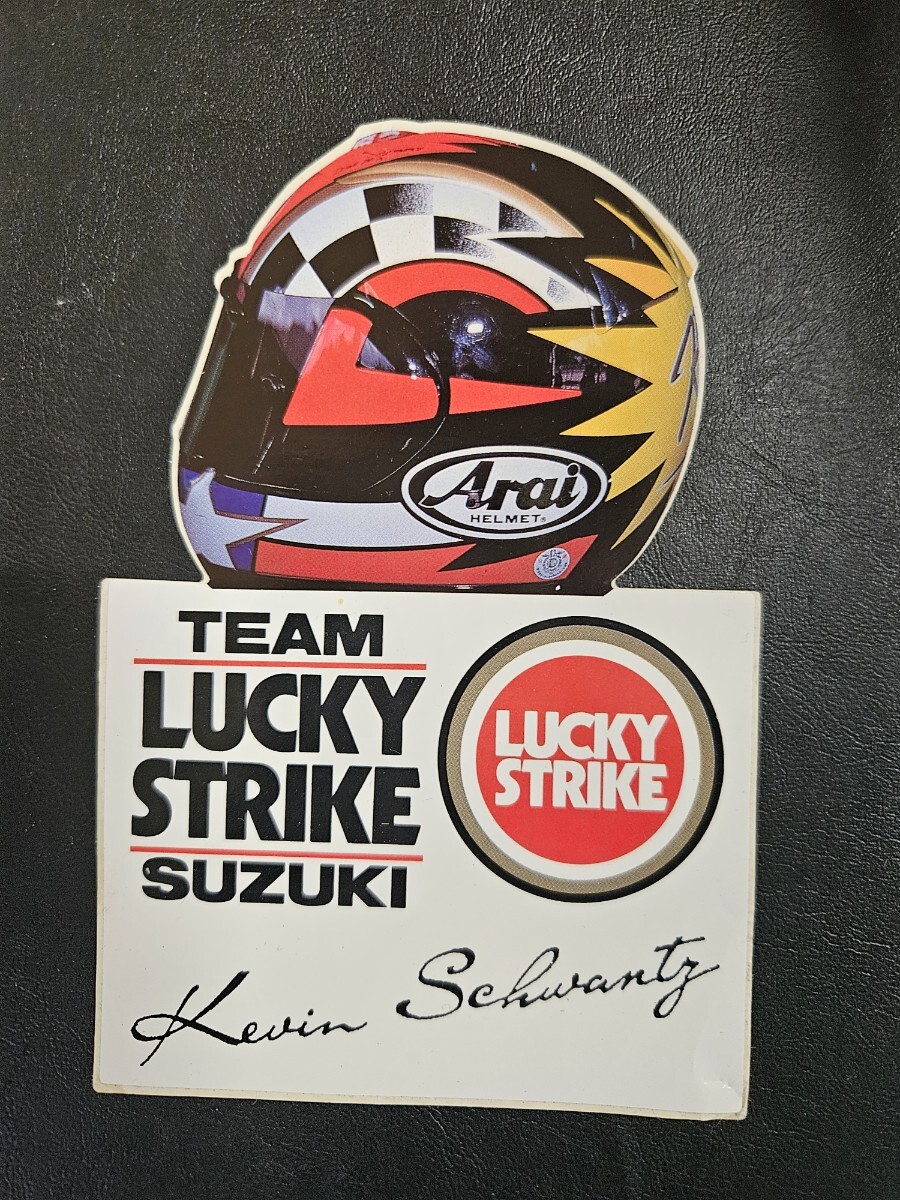 Arai
HELMET
TEAM
LUCKY
STRIKE
SUZUKI
LUCKY
STRIKE
Kevin Schwantz